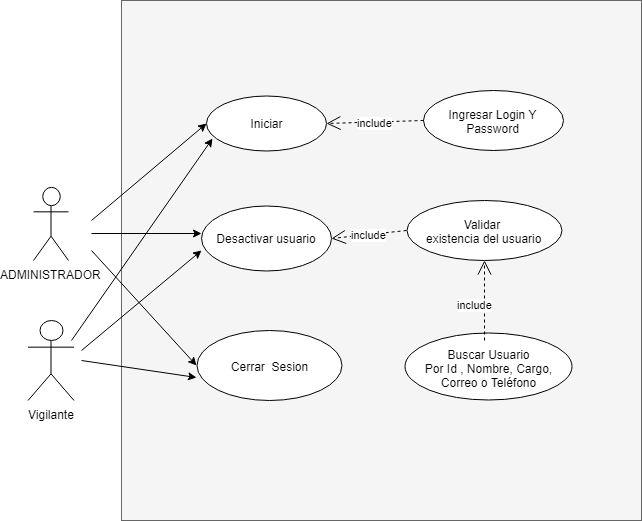 Iniciar
include
Ingresar Login Y
Password
Desactivar usuario
include
Validar
existencia del usuario
ADMINISTRADOR
include
Cerrar Sesion
Buscar Usuario
Por Id , Nombre, Cargo,
Correo o Teléfono
Vigilante